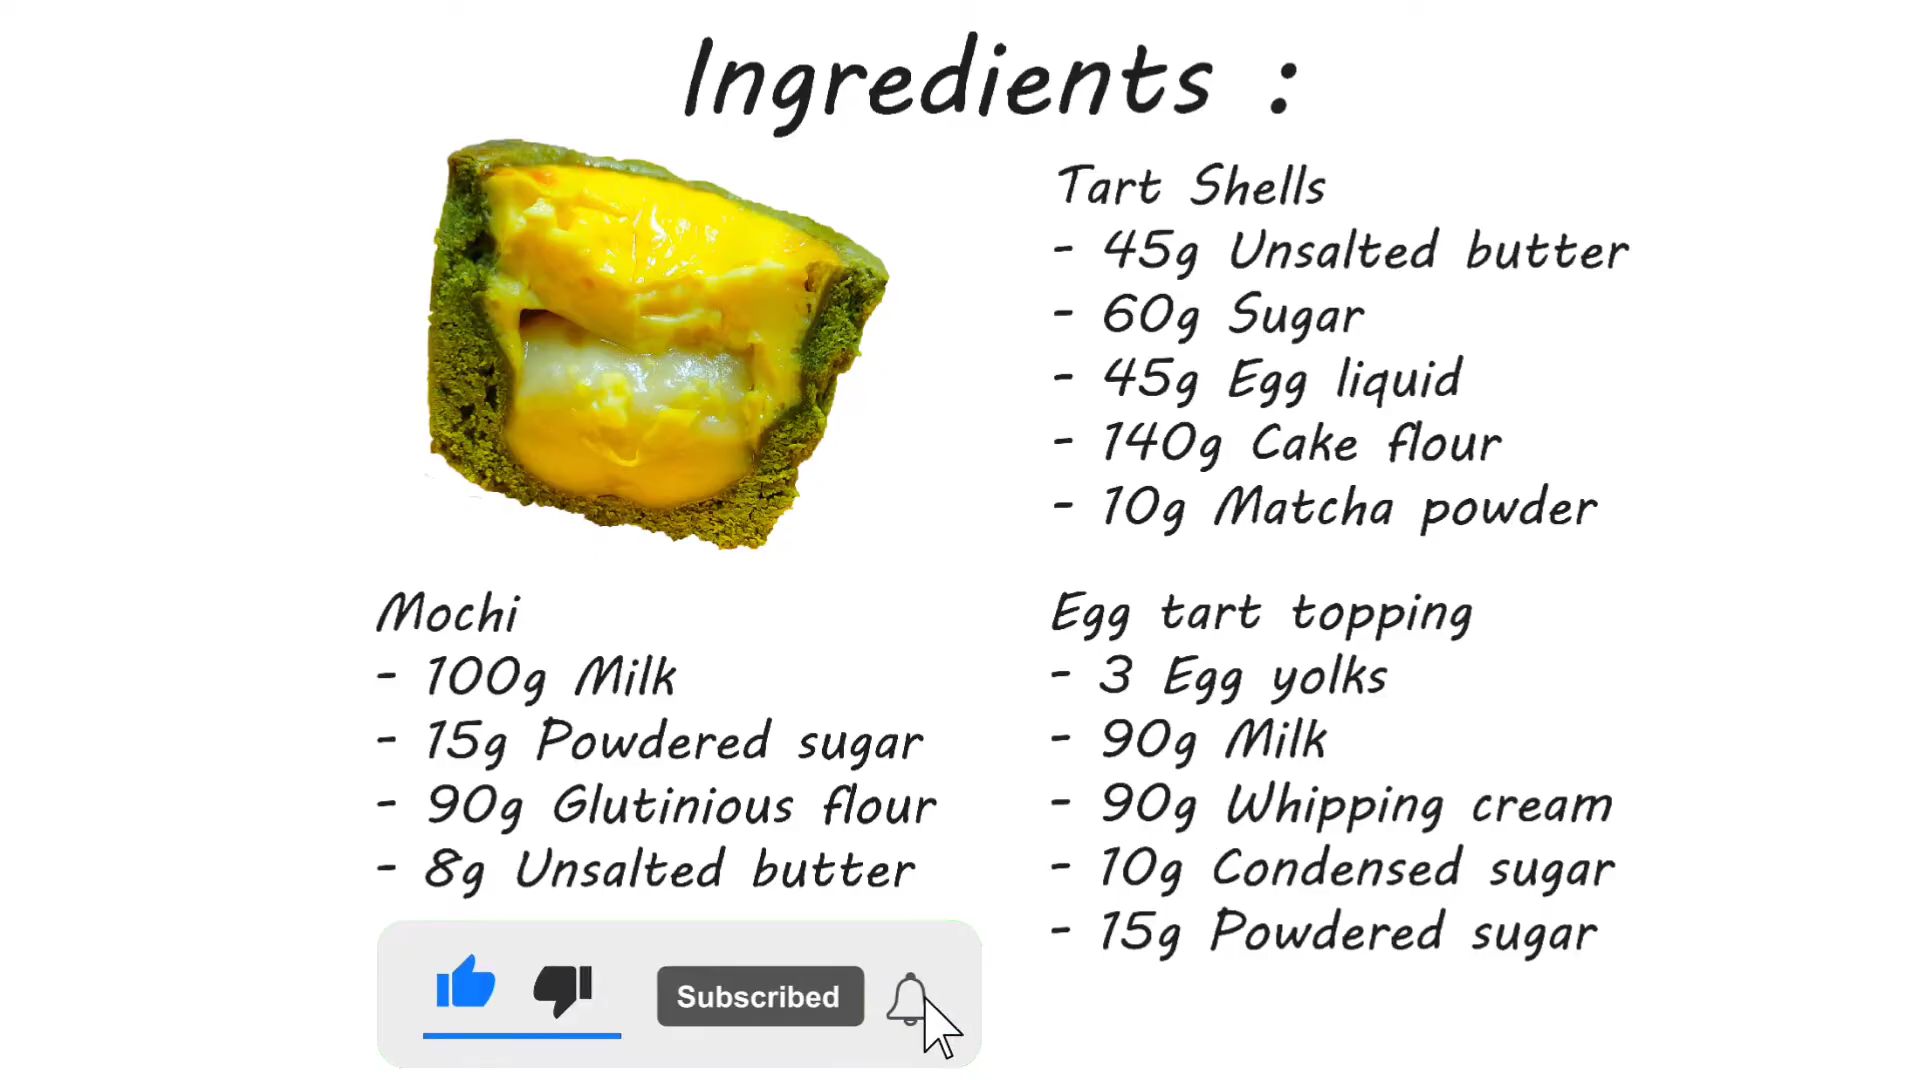 Ingredients :
Tart Shells
- 45g Unsalted butter
- 60g Sugar
- 45g Egg liquid
- 140g Cake flour
- 10g Matcha powder
Mochi
- 100g Milk
- 15g Powdered sugar
- 90g Glutinious flour
- 8g Unsalted butter
Egg tart topping
- 3 Egg yolks
- 90g Milk
- 90g Whipping cream
- 10g Condensed sugar
- 15g Powdered sugar
Subscribed